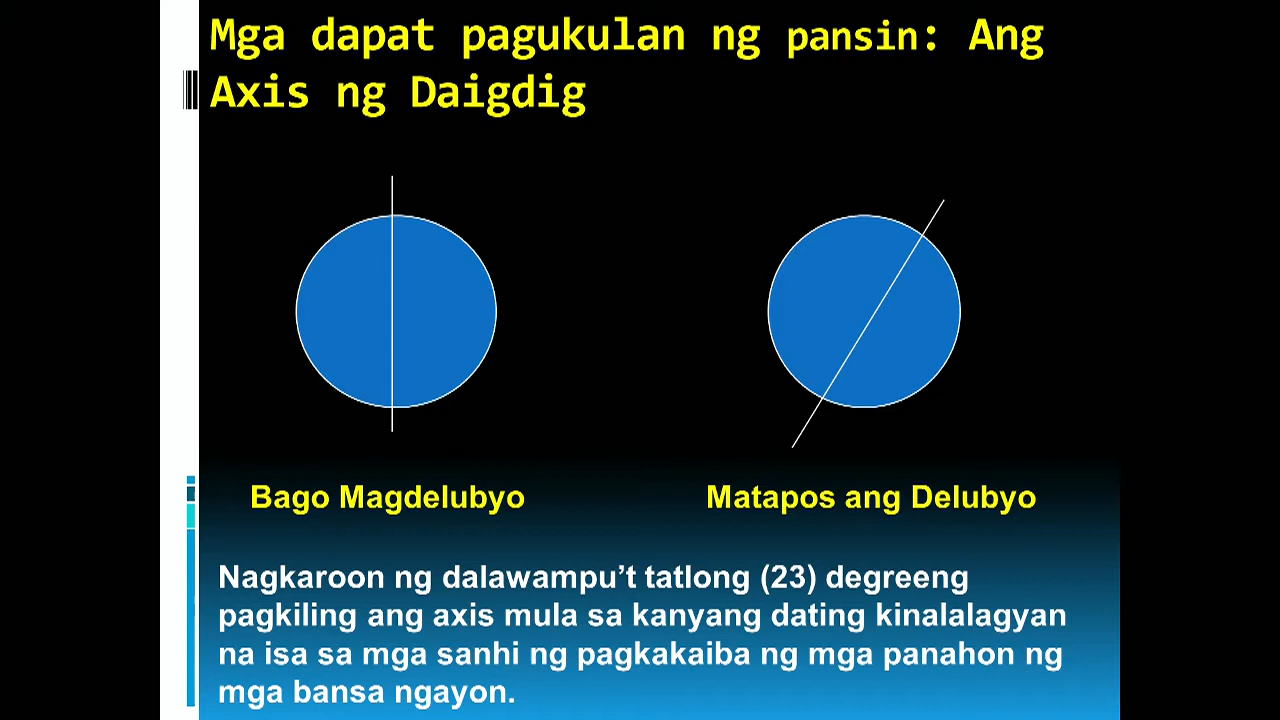 Mga dapat pagukulan ng pansin: Ang
Axis ng Daigdig
Bago Magdelubyo
Matapos ang Delubyo
Nagkaroon ng dalawampu’t tatlong (23) degreeng
pagkiling ang axis mula sa kanyang dating kinalalagyan
na isa sa mga sanhi ng pagkakaiba ng mga panahon ng
mga bansa ngayon.